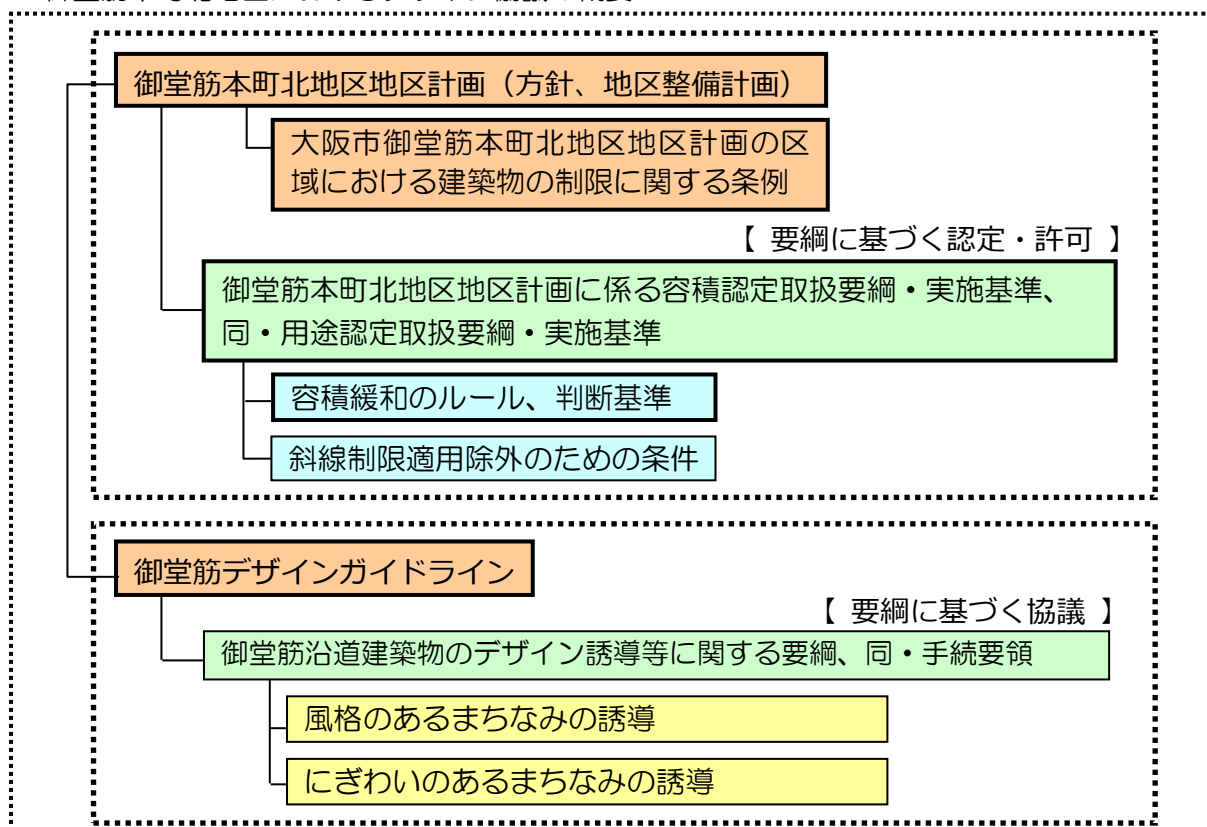 御堂筋本町北地区地区計画（方針、地区整備計画）
大阪市御堂筋本町北地区地区計画の区
域における建築物の制限に関する条例
【 要綱に基づく認定・許可 】
御堂筋本町北地区地区計画に係る容積認定取扱要綱・実施基準、
同・用途認定取扱要綱・実施基準
容積緩和のルール、判断基準
斜線制限適用除外のための条件
御堂筋デザインガイドライン
【 要綱に基づく協議 】
御堂筋沿道建築物のデザイン誘導等に関する要綱、同・手続要領
風格のあるまちなみの誘導
にぎわいのあるまちなみの誘導